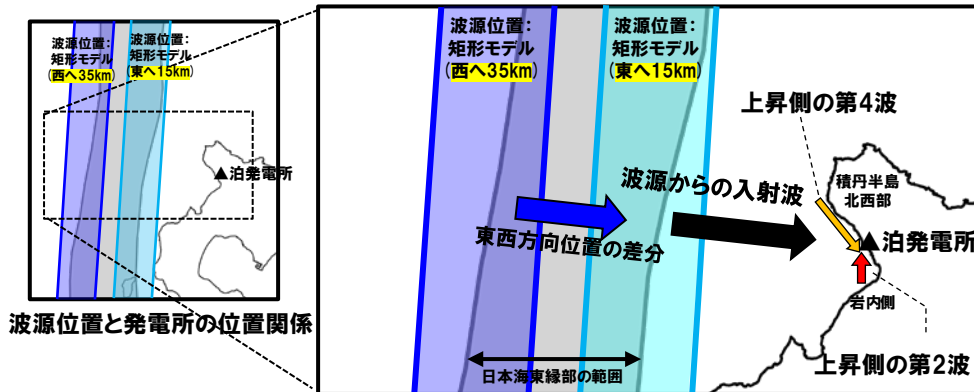 波源位置：
矩形モデル
（西へ35km）
波源位置：
矩形モデル
（東へ15km）
▲泊発電所
波源位置と発電所の位置関係
波源位置：
矩形モデル
（西へ35km）
波源位置：
矩形モデル
（東へ15km）
上昇側の第4波
積丹半島
北西部
波源からの入射波
東西方向位置の差分
▲泊発電所
岩内側
上昇側の第2波
日本海東縁部の範囲